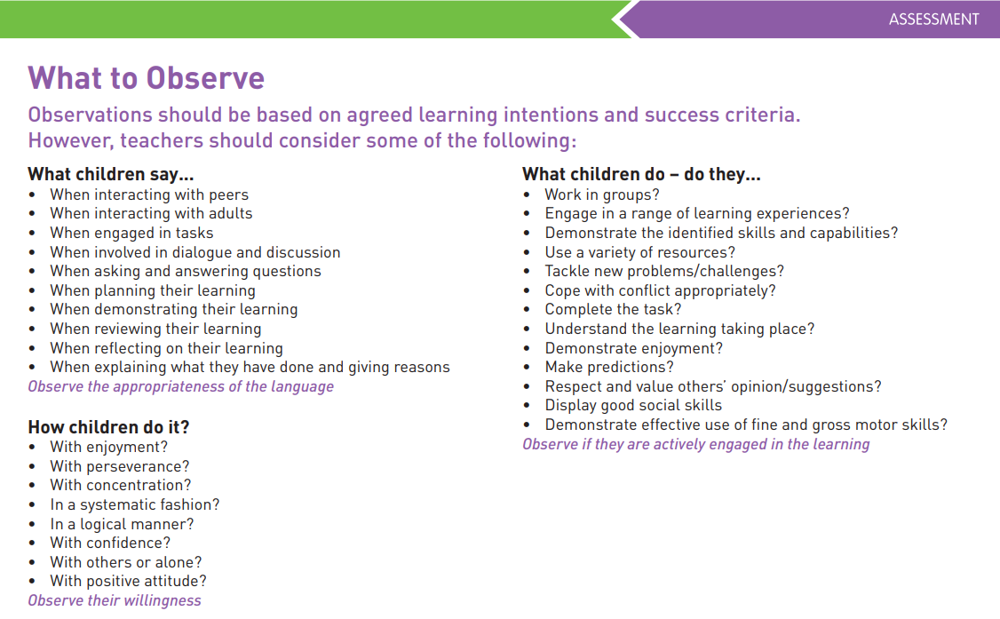 ASSESSMENT
What to Observe
Observations should be based on agreed learning intentions and success criteria.
However, teachers should consider some of the following:
What children say...
• When interacting with peers
• When interacting with adults
• When engaged in tasks
• When involved in dialogue and discussion
• When asking and answering questions
• When planning their learning
• When demonstrating their learning
• When reviewing their learning
• When reflecting on their learning
• When explaining what they have done and giving reasons
Observe the appropriateness of the language
How children do it?
• With enjoyment?
• With perseverance?
• With concentration?
• In a systematic fashion?
• In a logical manner?
• With confidence?
• With others or alone?
• With positive attitude?
Observe their willingness
What children do – do they...
• Work in groups?
• Engage in a range of learning experiences?
• Demonstrate the identified skills and capabilities?
• Use a variety of resources?
• Tackle new problems/challenges?
• Cope with conflict appropriately?
• Complete the task?
• Understand the learning taking place?
• Demonstrate enjoyment?
• Make predictions?
• Respect and value others’ opinion/suggestions?
• Display good social skills
• Demonstrate effective use of fine and gross motor skills?
Observe if they are actively engaged in the learning